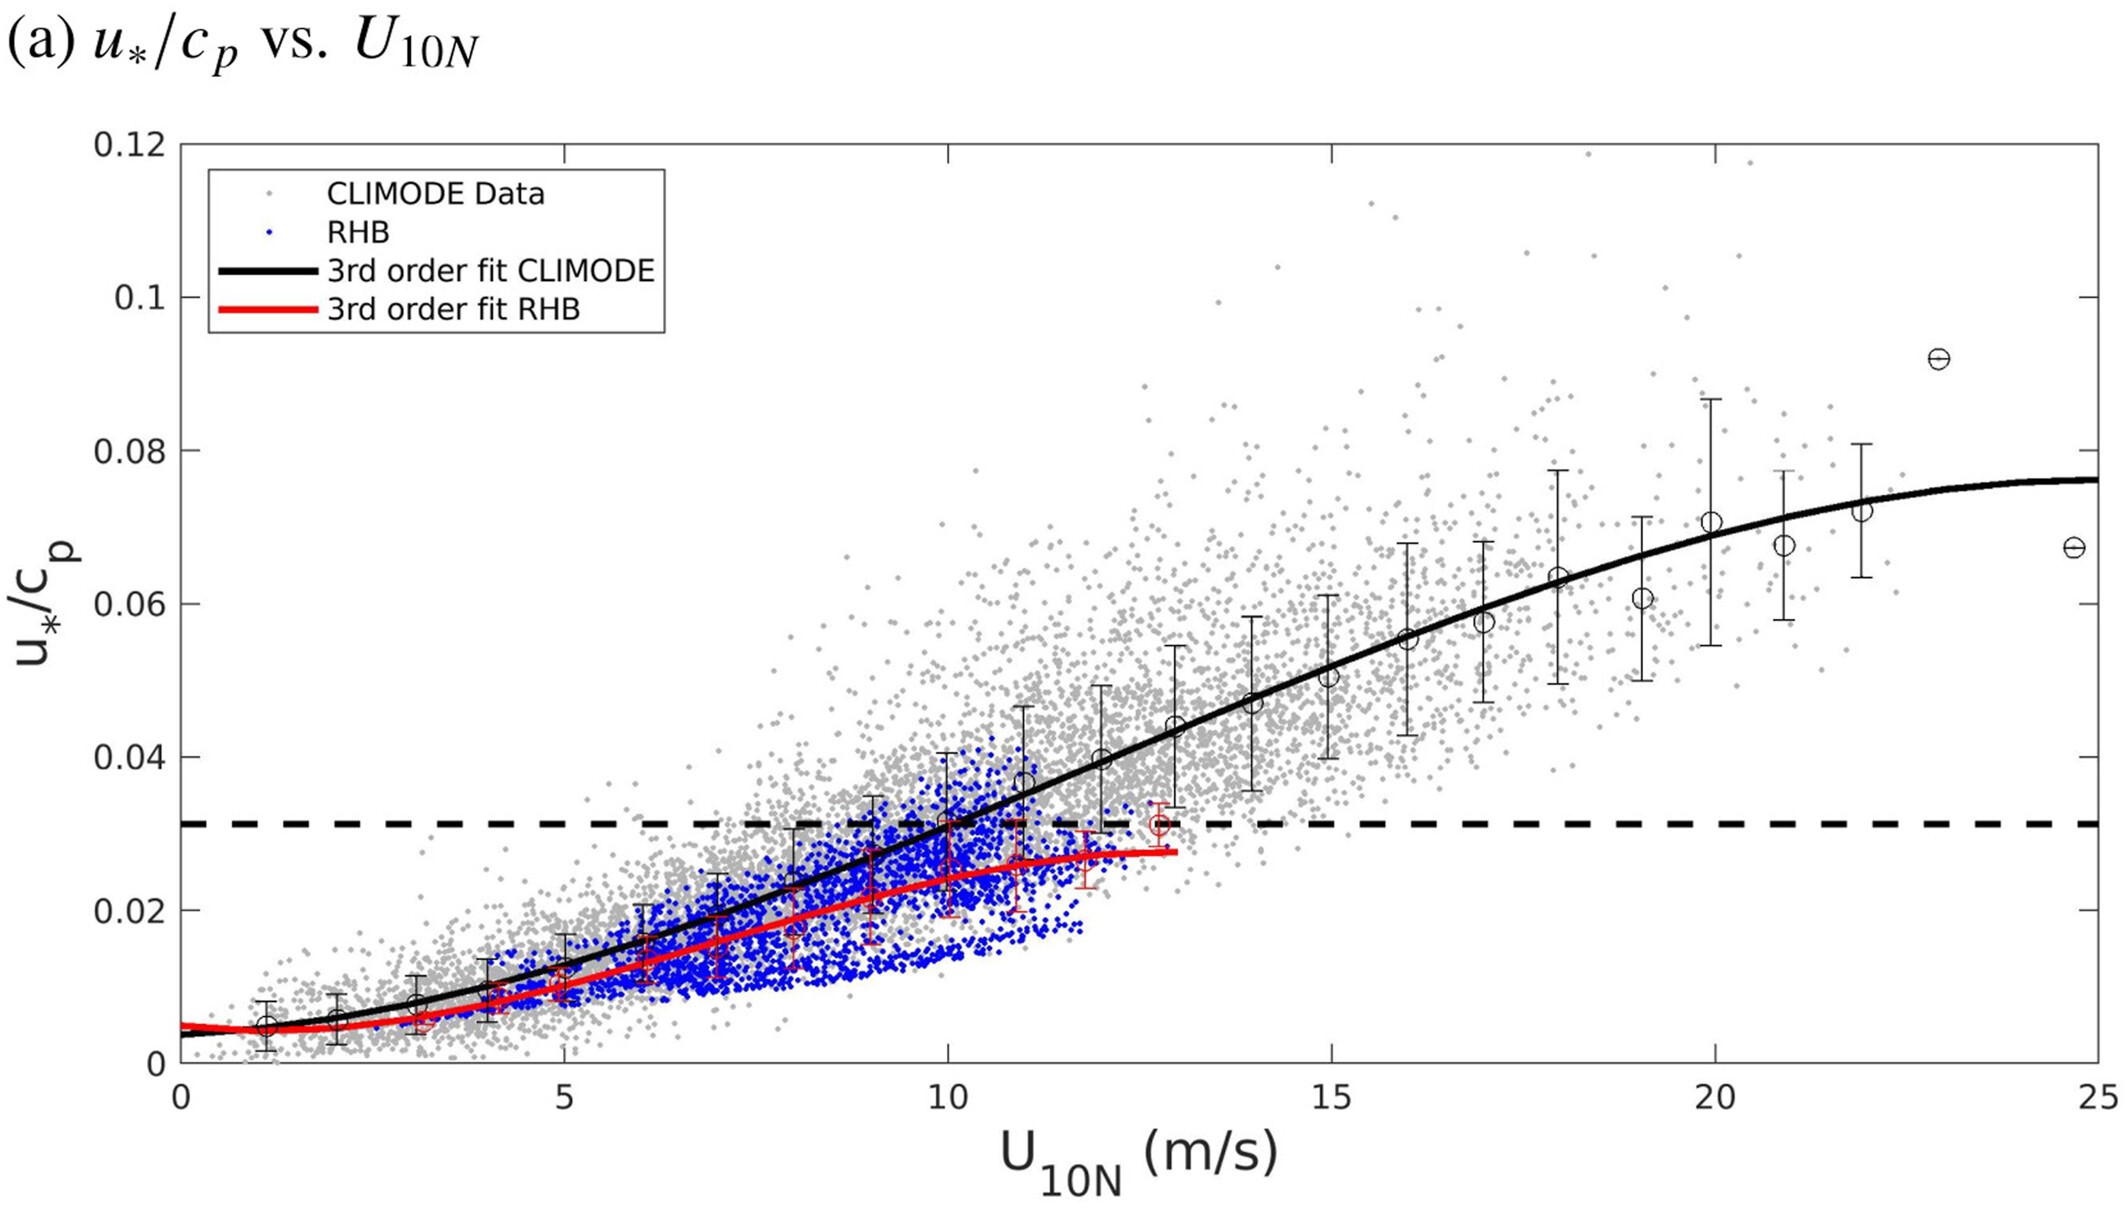 (a) u*/cp vs. U10N
0.12
0.1
0.08
0.06
0.04
0.02
0
u*/cp
CLIMODE Data
RHB
3rd order fit CLIMODE
3rd order fit RHB
0 5 10 15 20 25
U10N (m/s)